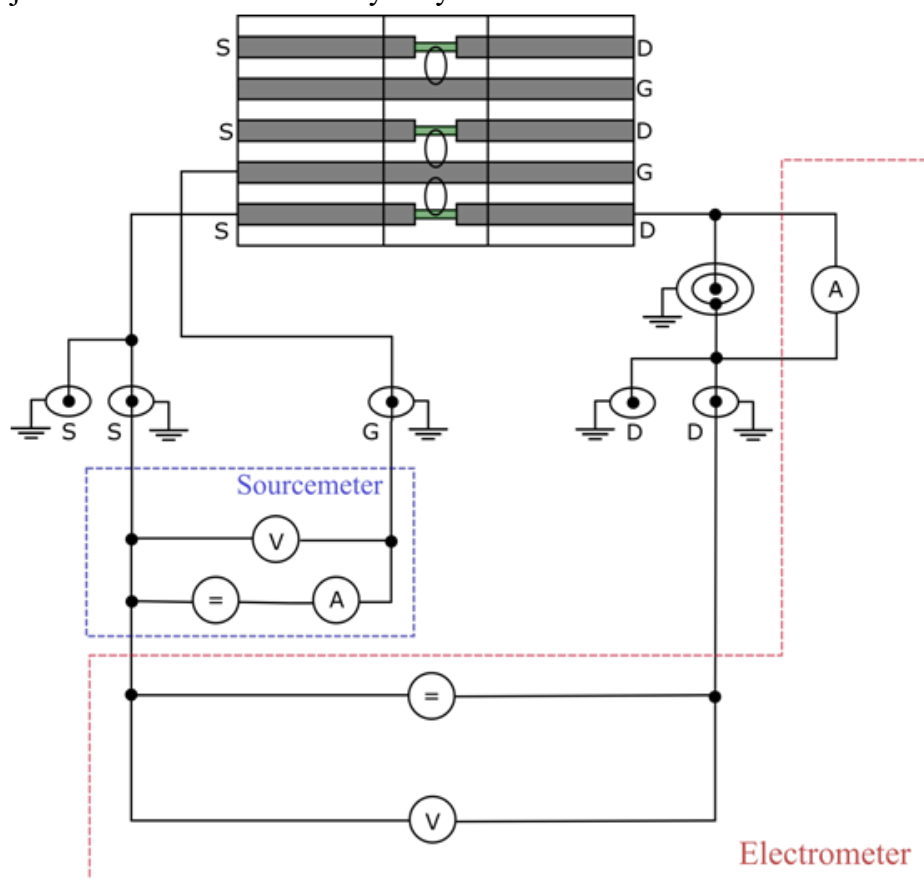 S D
G
S D
G
S D
A
S S G D D
Sourcemeter
V
= A
=
V
Electrometer